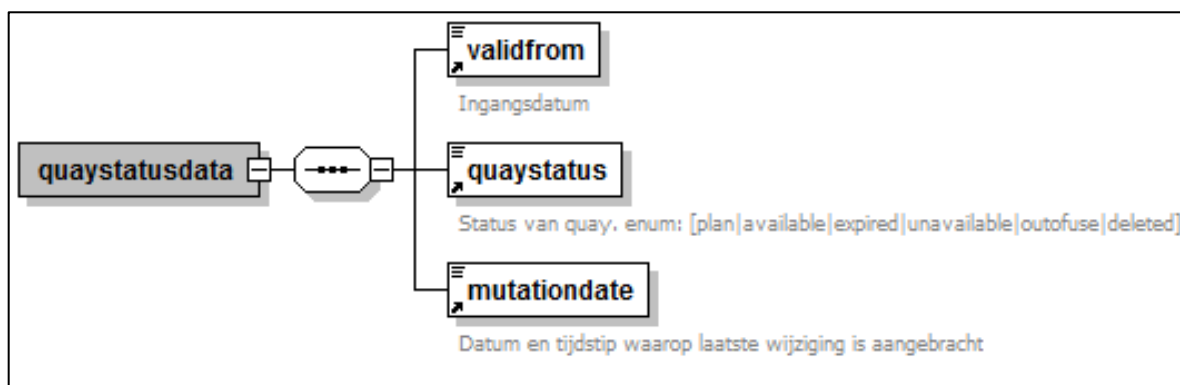 validfrom
Ingangsdatum
quaystatusdata
quaystatus
Status van quay. enum: [plan|available|expired|unavailable|outofuse|deleted]
mutationdate
Datum en tijdstip waarop laatste wijziging is aangebracht